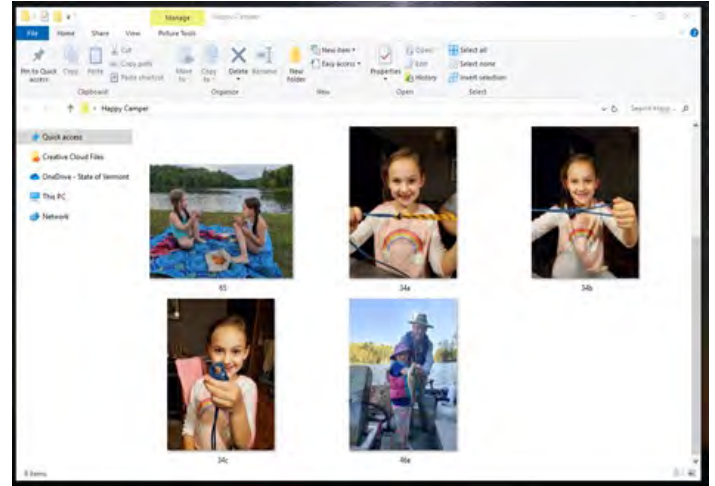 Manage
Happy Camper
File Home Share View Picture Tools
Pin to Quick access
Copy
Paste
Cut
Copy path
Paste shortcut
Move to
Copy to
Delete
Rename
New folder
New item
Easy access
Properties
Open
Edit
History
Select all
Select none
Invert selection
Clipboard
Organize
New
Open
Select
Happy Camper
Quick access
Creative Cloud Files
OneDrive - State of Vermont
This PC
Network
65
34a
34b
34c
46a